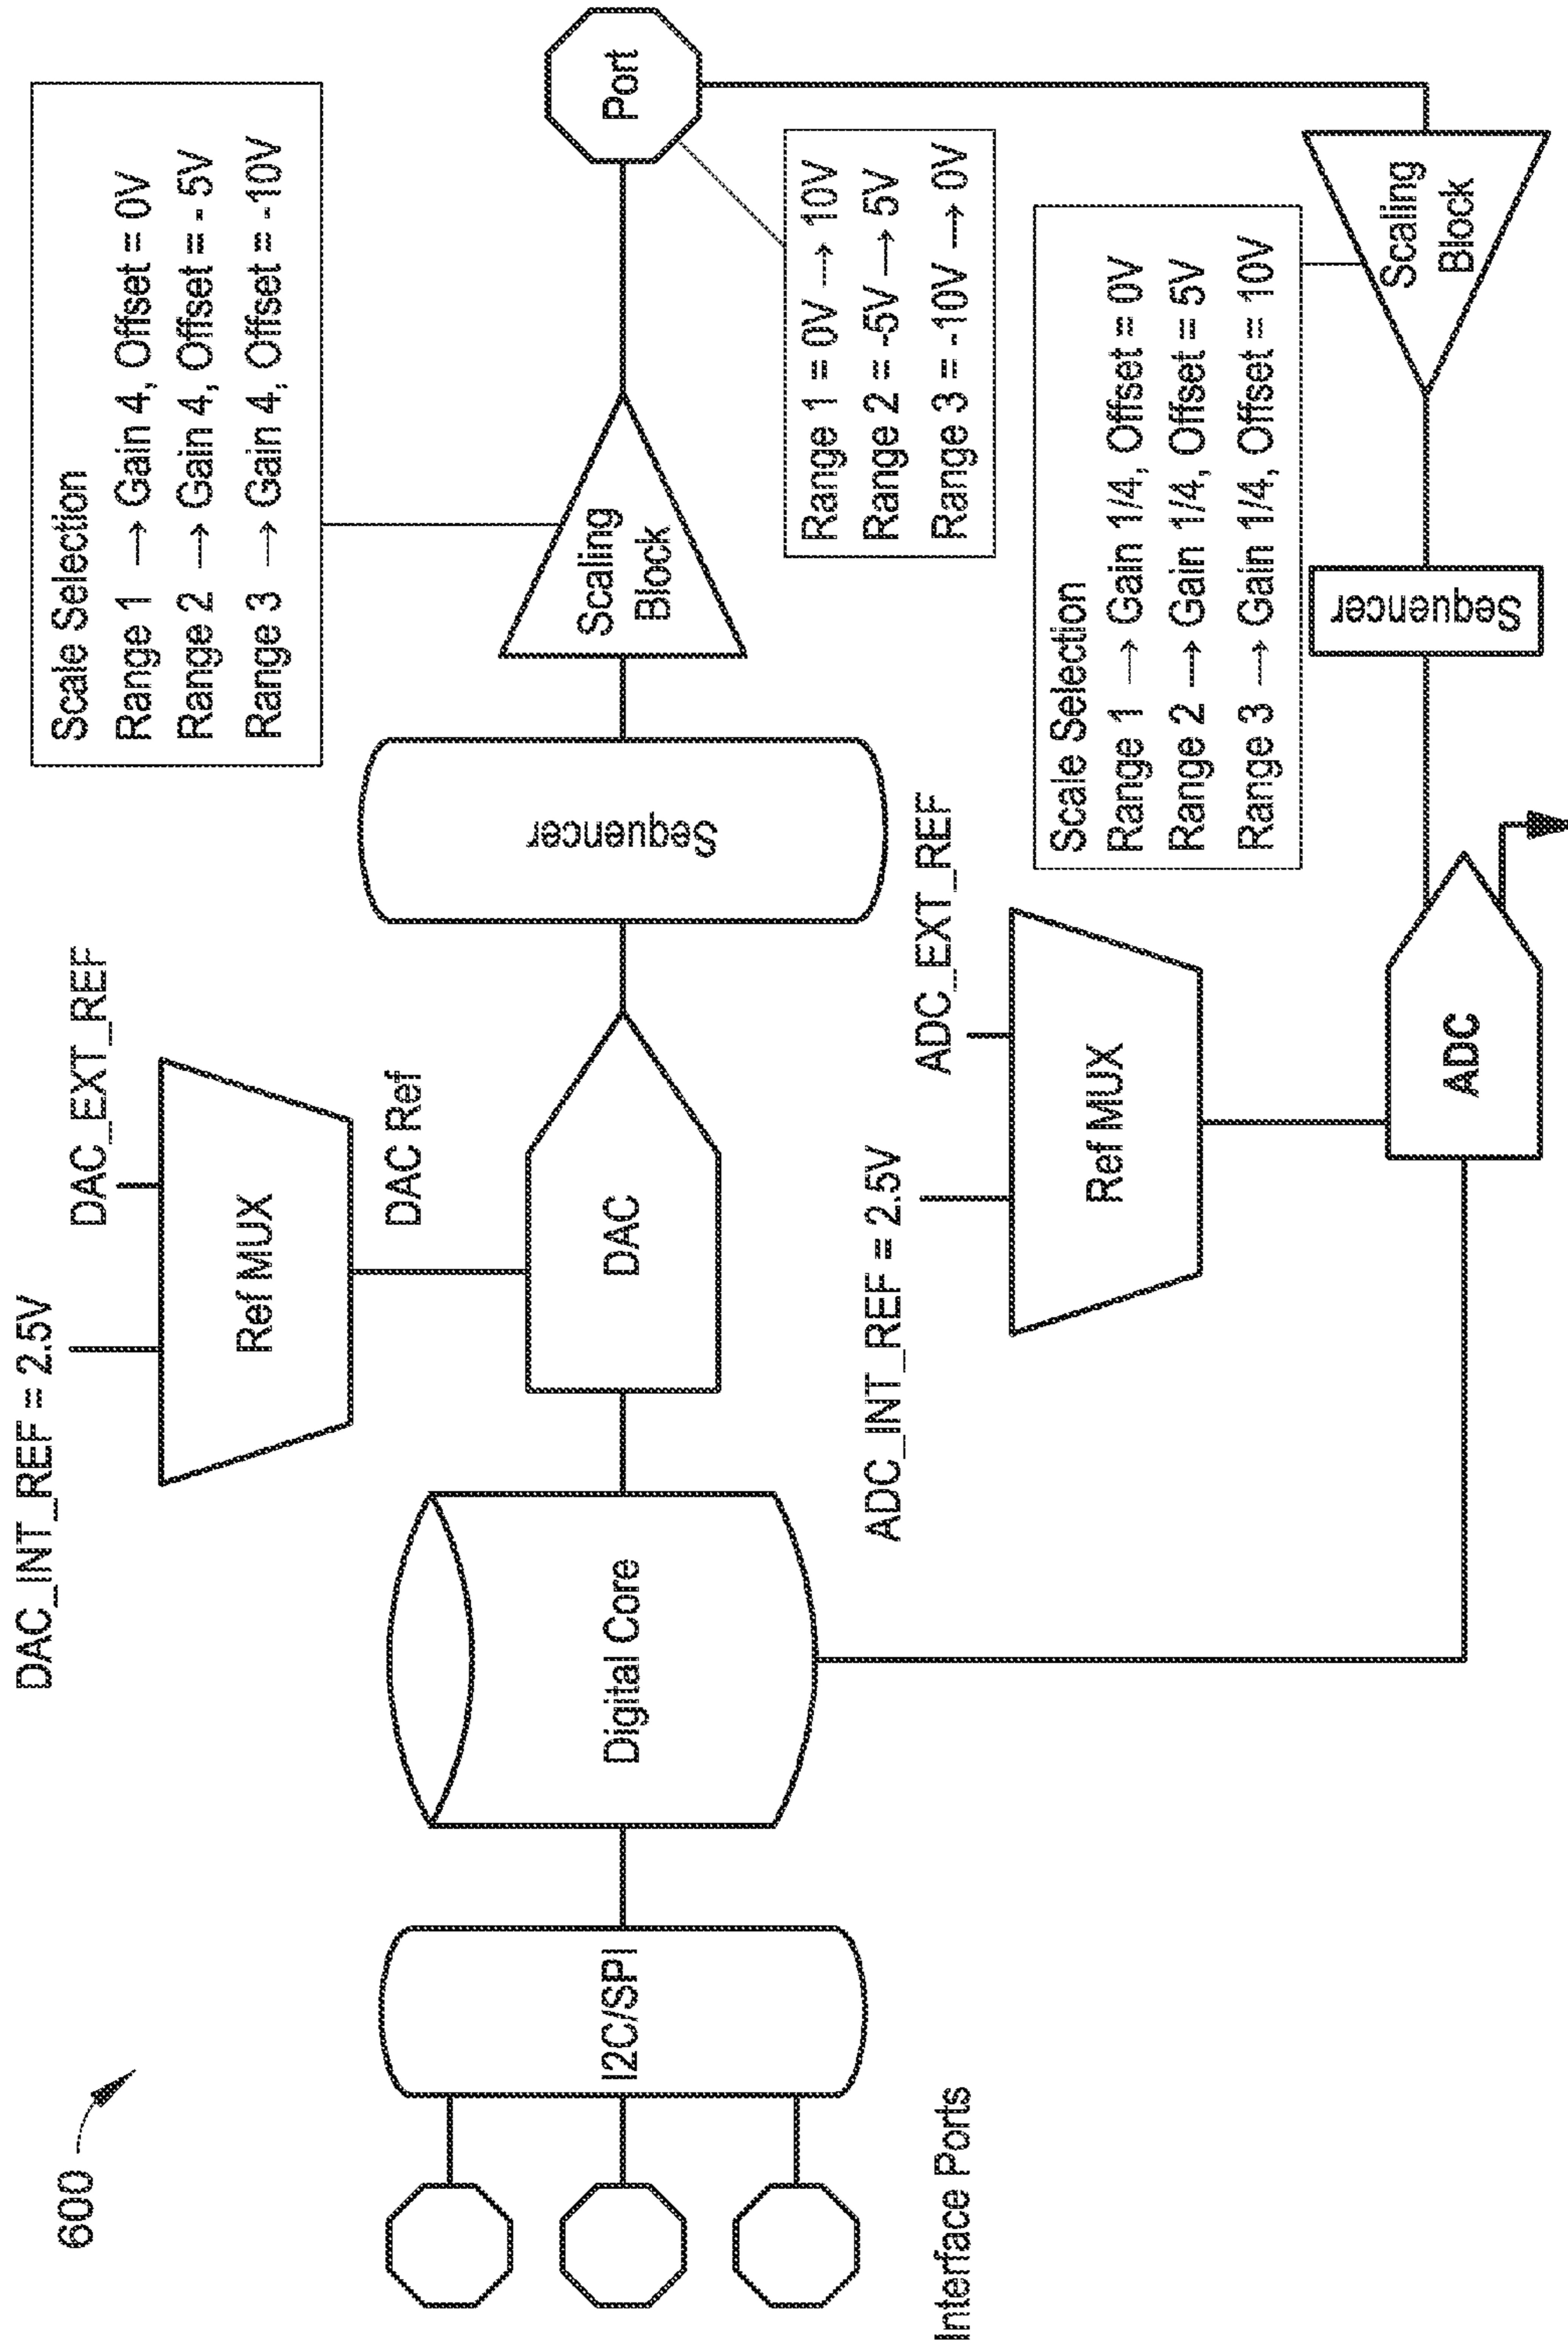 600
Interface Ports
I2C/SPI
Digital Core
DAC_INT_REF = 2.5V
DAC_EXT_REF
Ref MUX
DAC Ref
DAC
Sequencer
Scale Selection
Range 1 → Gain 4, Offset = 0V
Range 2 → Gain 4, Offset = - 5V
Range 3 → Gain 4, Offset = -10V
Scaling
Block
Port
Range 1 = 0V → 10V
Range 2 = -5V → 5V
Range 3 = -10V → 0V
ADC_INT_REF = 2.5V
ADC_EXT_REF
Ref MUX
ADC
Scale Selection
Range 1 → Gain 1/4, Offset = 0V
Range 2 → Gain 1/4, Offset = 5V
Range 3 → Gain 1/4, Offset = 10V
Sequencer
Scaling
Block